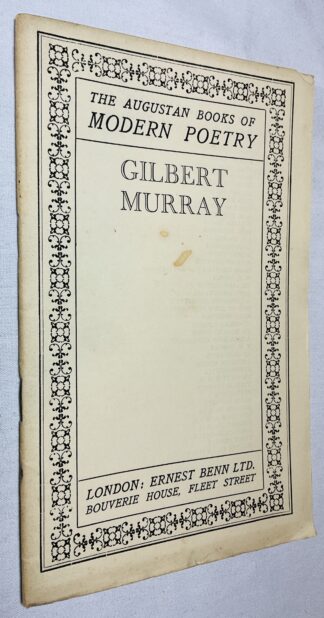 THE AUGUSTAN BOOKS OF
MODERN POETRY
GILBERT
MURRAY
LONDON: ERNEST BENN LTD.
BOUVERIE HOUSE, FLEET STREET